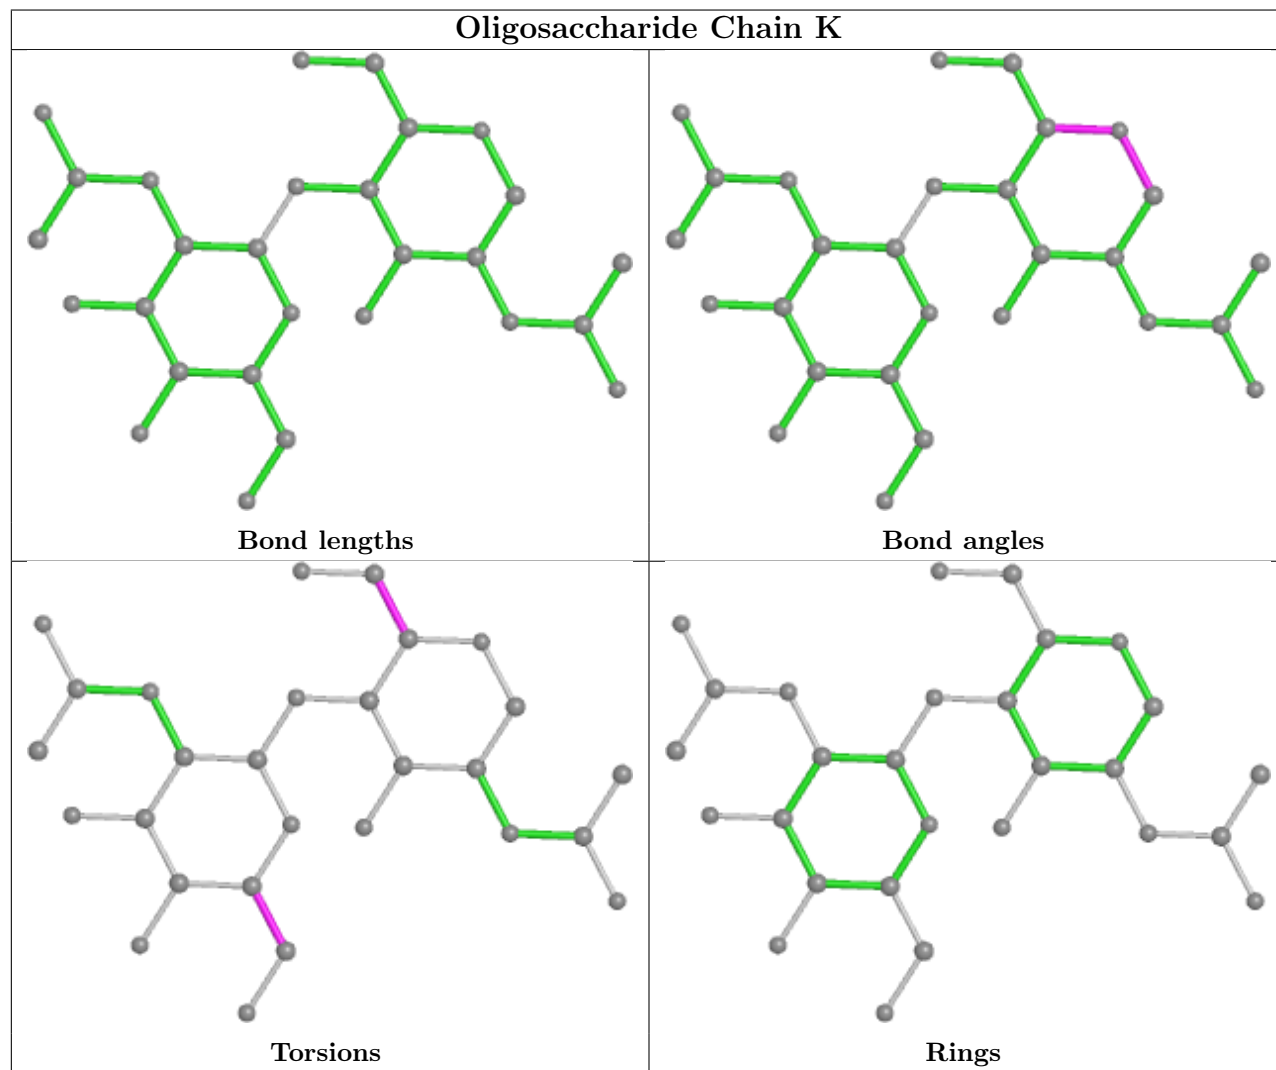 Oligosaccharide Chain K
Bond lengths
Bond angles
Torsions
Rings